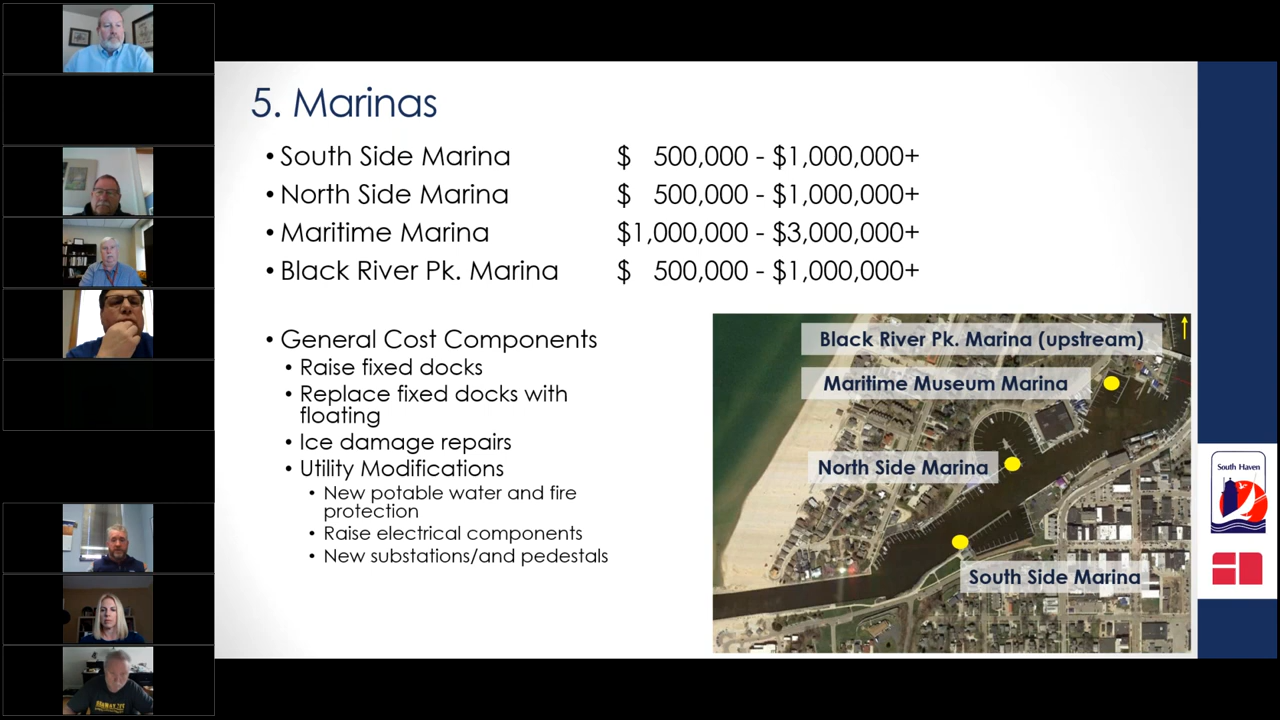 5. Marinas
• South Side Marina $ 500,000 - $1,000,000+
• North Side Marina $ 500,000 - $1,000,000+
• Maritime Marina $1,000,000 - $3,000,000+
• Black River Pk. Marina $ 500,000 - $1,000,000+
• General Cost Components
• Raise fixed docks
• Replace fixed docks with
floating
• Ice damage repairs
• Utility Modifications
• New potable water and fire
protection
• Raise electrical components
• New substations/and pedestals
Black River Pk. Marina (upstream)
Maritime Museum Marina
North Side Marina
South Side Marina
South Haven